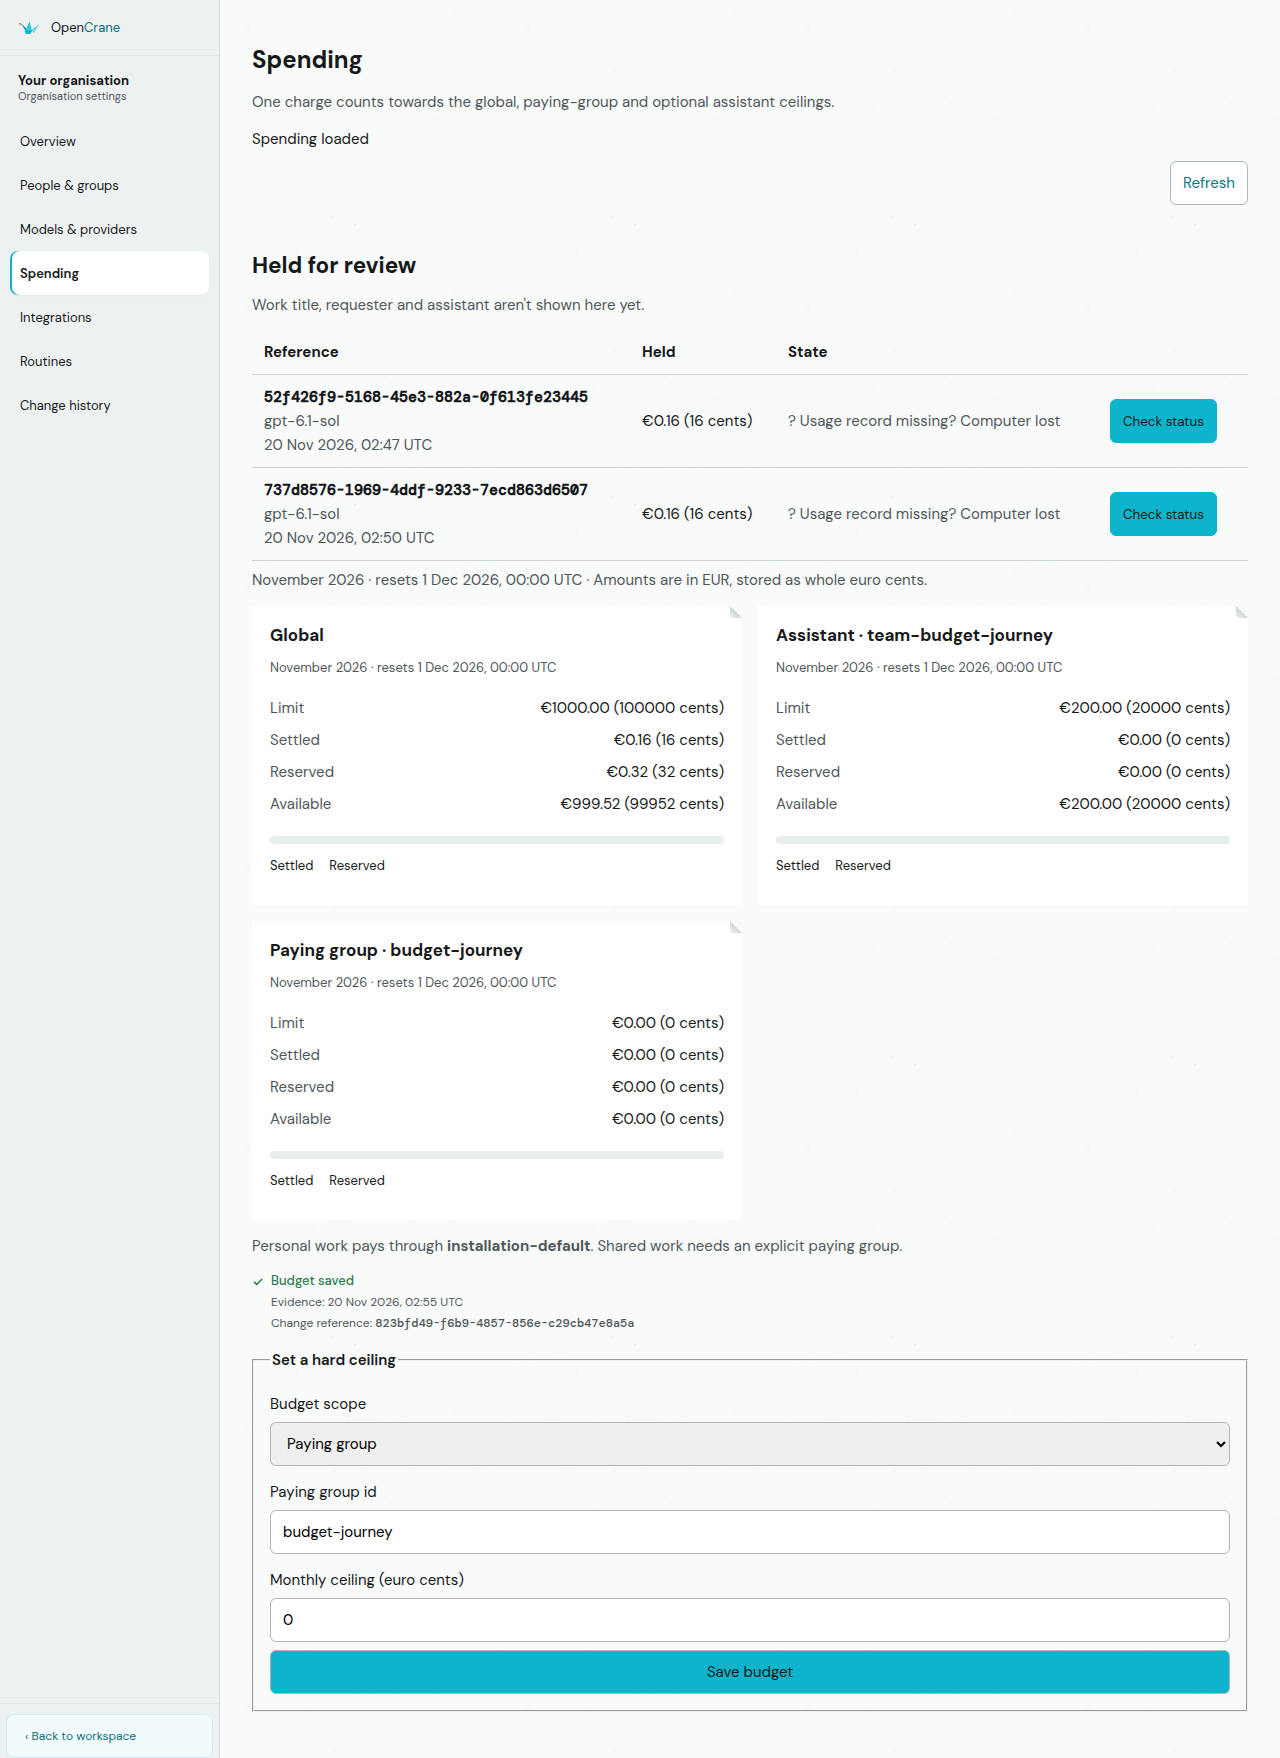 OpenCrane
Your organisation
Organisation settings
Overview
People & groups
Models & providers
Spending
Integrations
Routines
Change history
‹ Back to workspace
Spending
One charge counts towards the global, paying-group and optional assistant ceilings.
Spending loaded
Refresh
Held for review
Work title, requester and assistant aren't shown here yet.
Reference Held State
52f426f9-5168-45e3-882a-0f613fe23445
gpt-6.1-sol
20 Nov 2026, 02:47 UTC
€0.16 (16 cents)
? Usage record missing? Computer lost
Check status
737d8576-1969-4ddf-9233-7ecd863d6507
gpt-6.1-sol
20 Nov 2026, 02:50 UTC
€0.16 (16 cents)
? Usage record missing? Computer lost
Check status
November 2026 · resets 1 Dec 2026, 00:00 UTC · Amounts are in EUR, stored as whole euro cents.
Global
November 2026 · resets 1 Dec 2026, 00:00 UTC
Limit €1000.00 (100000 cents)
Settled €0.16 (16 cents)
Reserved €0.32 (32 cents)
Available €999.52 (99952 cents)
Settled Reserved
Assistant · team-budget-journey
November 2026 · resets 1 Dec 2026, 00:00 UTC
Limit €200.00 (20000 cents)
Settled €0.00 (0 cents)
Reserved €0.00 (0 cents)
Available €200.00 (20000 cents)
Settled Reserved
Paying group · budget-journey
November 2026 · resets 1 Dec 2026, 00:00 UTC
Limit €0.00 (0 cents)
Settled €0.00 (0 cents)
Reserved €0.00 (0 cents)
Available €0.00 (0 cents)
Settled Reserved
Personal work pays through installation-default. Shared work needs an explicit paying group.
✓ Budget saved
Evidence: 20 Nov 2026, 02:55 UTC
Change reference: 823bfd49-f6b9-4857-856e-c29cb47e8a5a
Set a hard ceiling
Budget scope
Paying group
Paying group id
budget-journey
Monthly ceiling (euro cents)
0
Save budget